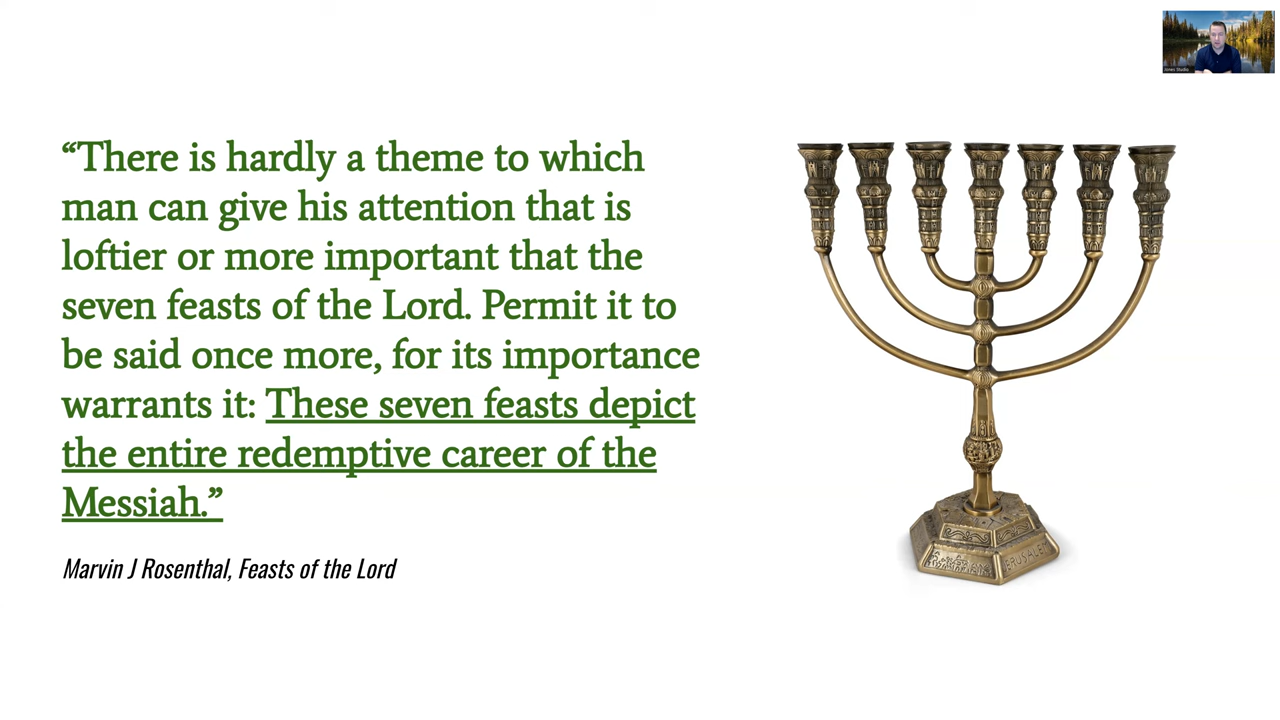 “There is hardly a theme to which
man can give his attention that is
loftier or more important that the
seven feasts of the Lord. Permit it to
be said once more, for its importance
warrants it: These seven feasts depict
the entire redemptive career of the
Messiah.”
Marvin J Rosenthal, Feasts of the Lord